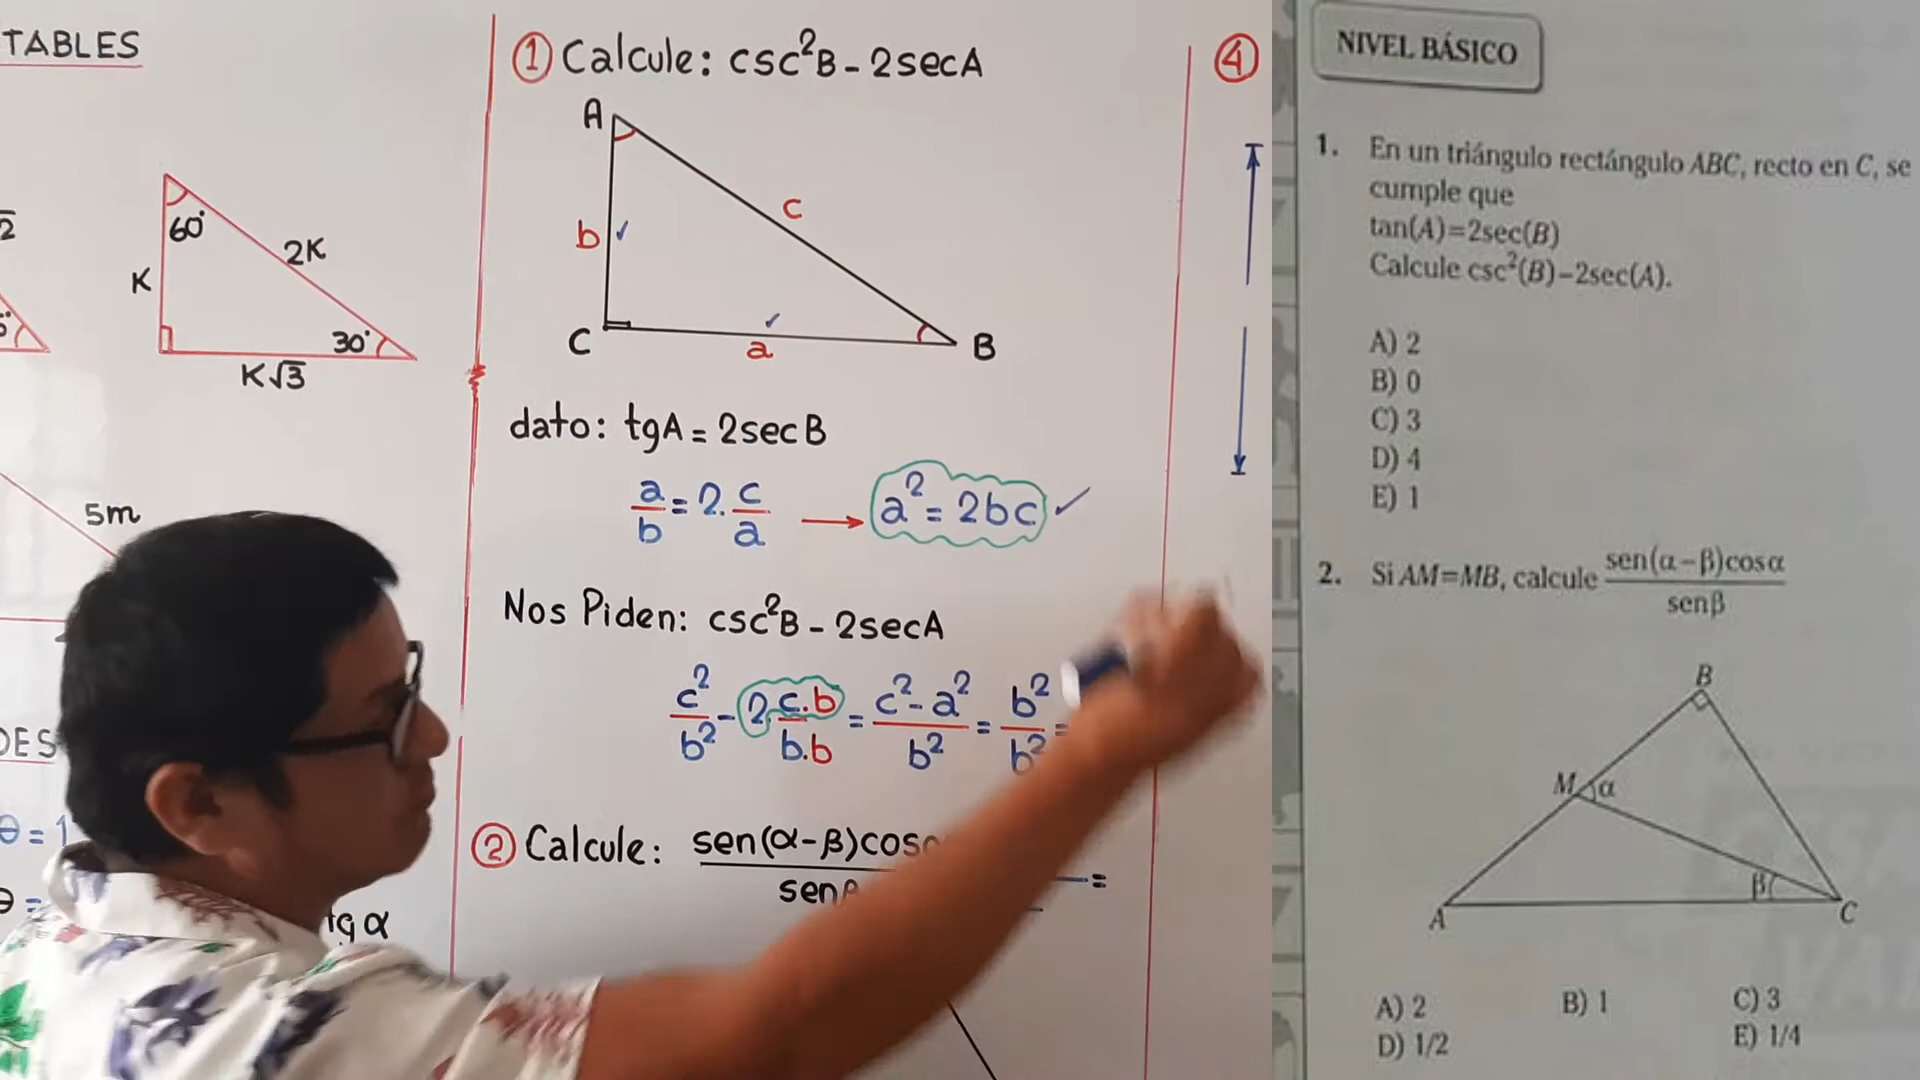 TABLES
60°
2K
K
30°
K√3
5m
θ = 1
tg α
① Calcule: csc²B - 2secA
A
b
c
C
a
B
dato: tgA = 2secB
a/b = 2. c/a → a² = 2bc ✓
Nos Piden: csc²B - 2secA
c²/b² - 2 c.b/b.b = c² - a²/b² = b²/b² =
② Calcule: sen(α-β)cos
=
④
NIVEL BÁSICO
1. En un triángulo rectángulo ABC, recto en C, se
cumple que
tan(A)=2sec(B)
Calcule csc²(B)–2sec(A).
A) 2
B) 0
C) 3
D) 4
E) 1
2. Si AM=MB, calcule sen(α–β)cosα/senβ
B
M α
β
A C
A) 2 B) 1 C) 3
D) 1/2 E) 1/4